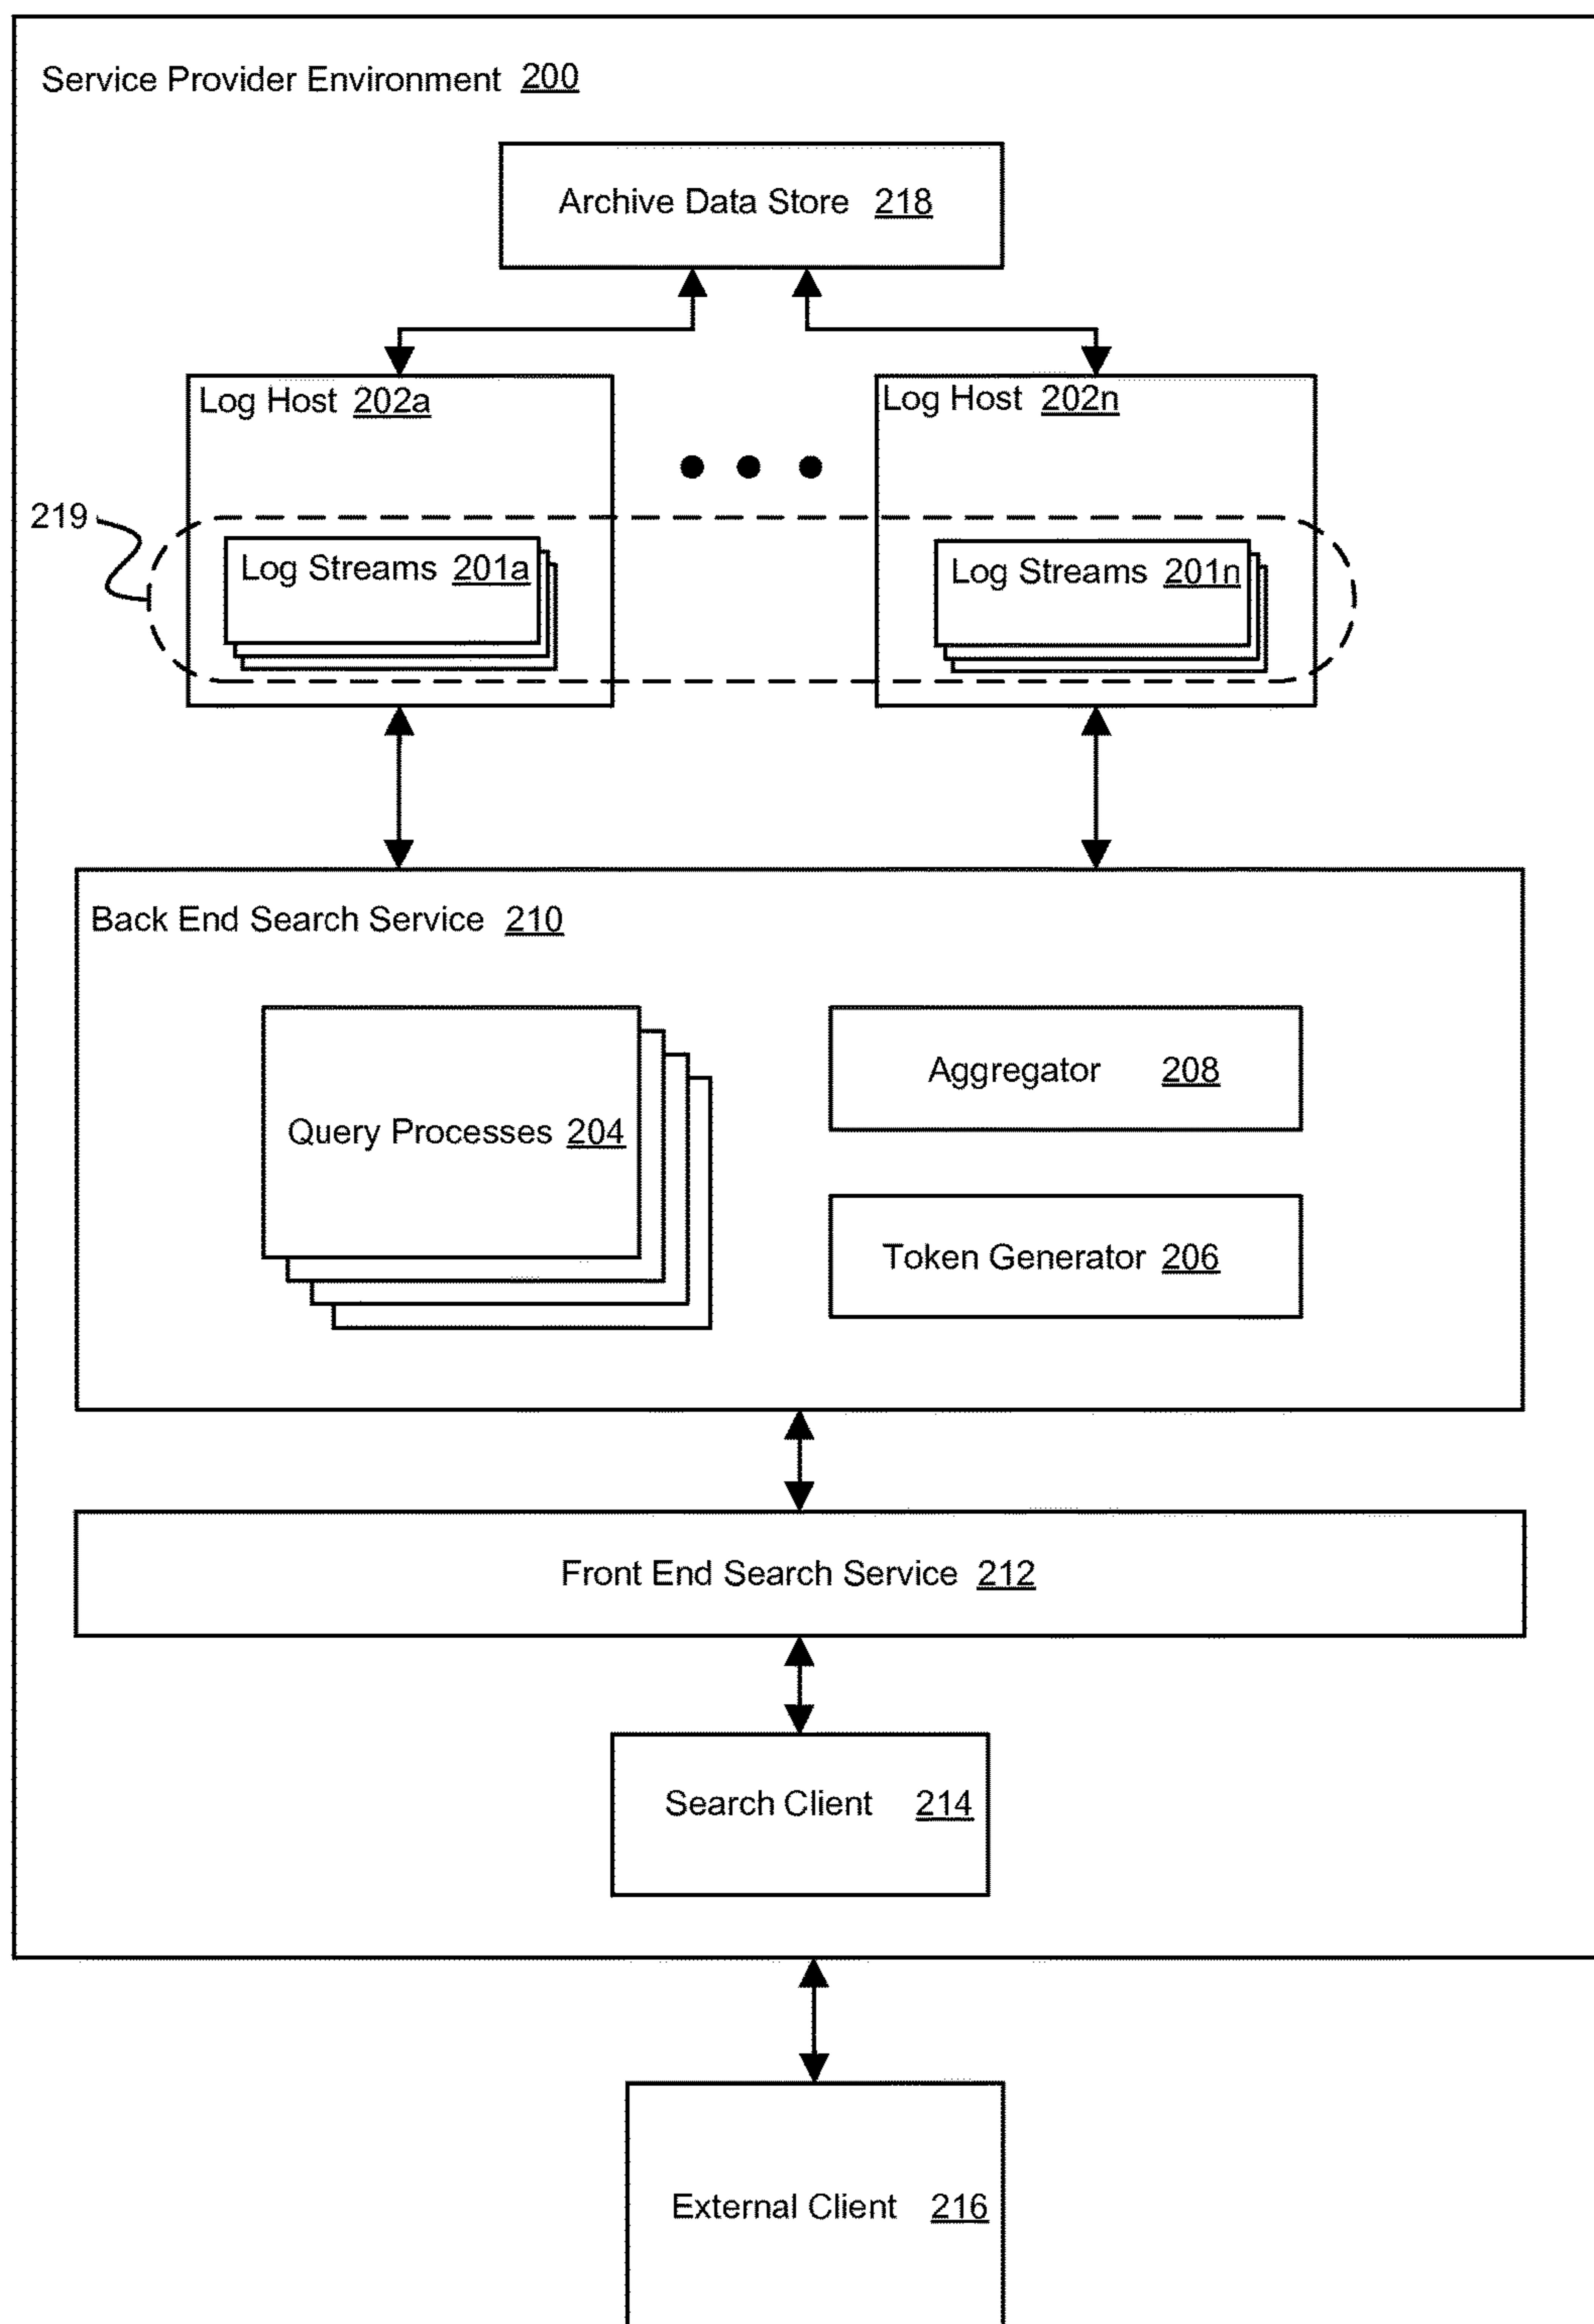 Service Provider Environment 200
Archive Data Store 218
Log Host 202a
Log Host 202n
219
Log Streams 201a
Log Streams 201n
Back End Search Service 210
Query Processes 204
Aggregator 208
Token Generator 206
Front End Search Service 212
Search Client 214
External Client 216